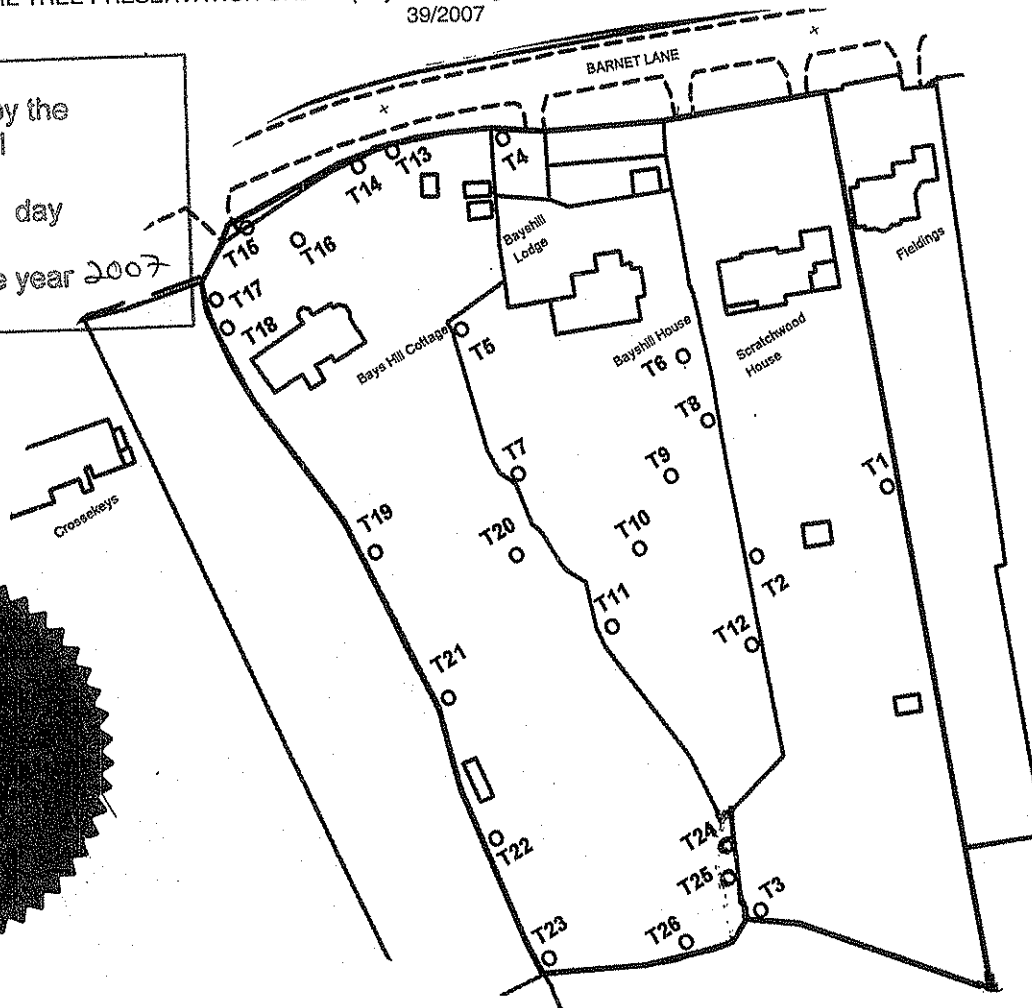 39/2007
BARNET LANE
by the
day
e year 2007
T13
T14
T4
T15
T16
T17
T18
Bayshill
Lodge
Fieldings
Bays Hill Cottage
T5
Bayshill House
T6
Scratchwood
House
T8
T7
T9
T1
Crossekeys
T19
T20
T10
T2
T11
T12
T21
T22
T24
T25
T3
T23
T26